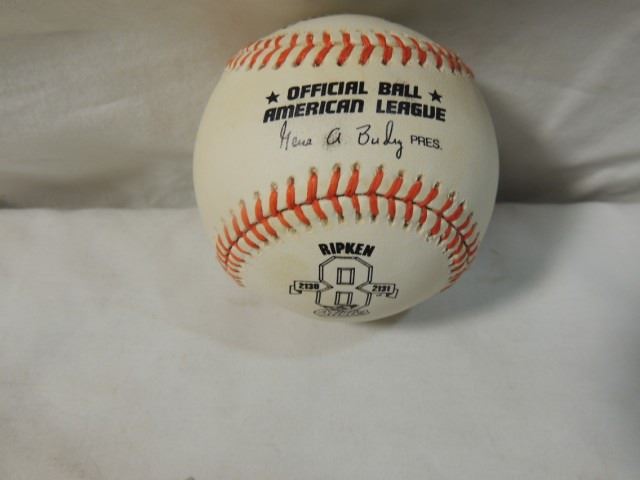 ★ OFFICIAL BALL ★
AMERICAN LEAGUE
Gene A Budig PRES.
RIPKEN
8
2130 2131